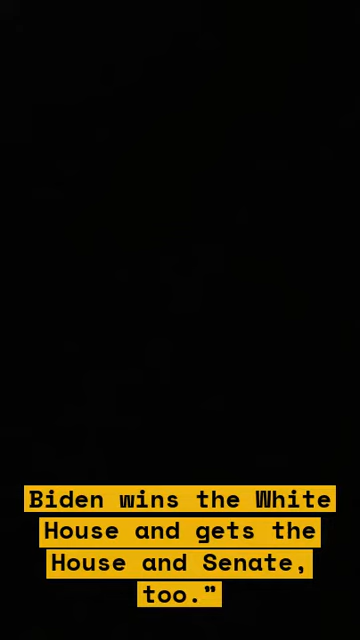 Biden wins the White
House and gets the
House and Senate,
too.”